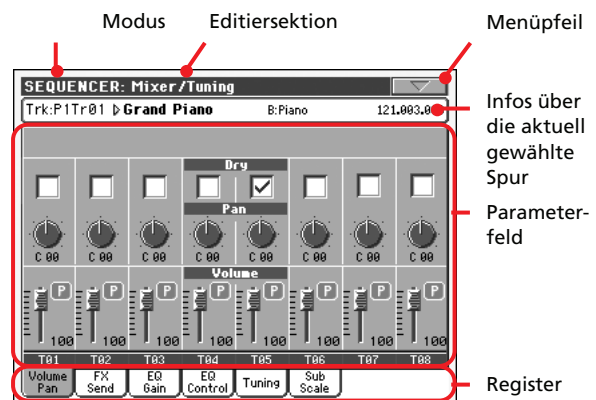 Modus Editiersektion Menüpfeil
SEQUENCER: Mixer/Tuning
Trk:P1Tr01 Grand Piano B:Piano 121.003.0
Infos über
die aktuell
gewählte
Spur
Dry
Pan
Parameter-
feld
C 00 C 00 C 00 C 00 C 00 C 00 C 00 C 00
Volume
P P P P P P P P
100 100 100 100 100 100 100 100
T01 T02 T03 T04 T05 T06 T07 T08
Volume Pan FX Send EQ Gain EQ Control Tuning Sub Scale
Register